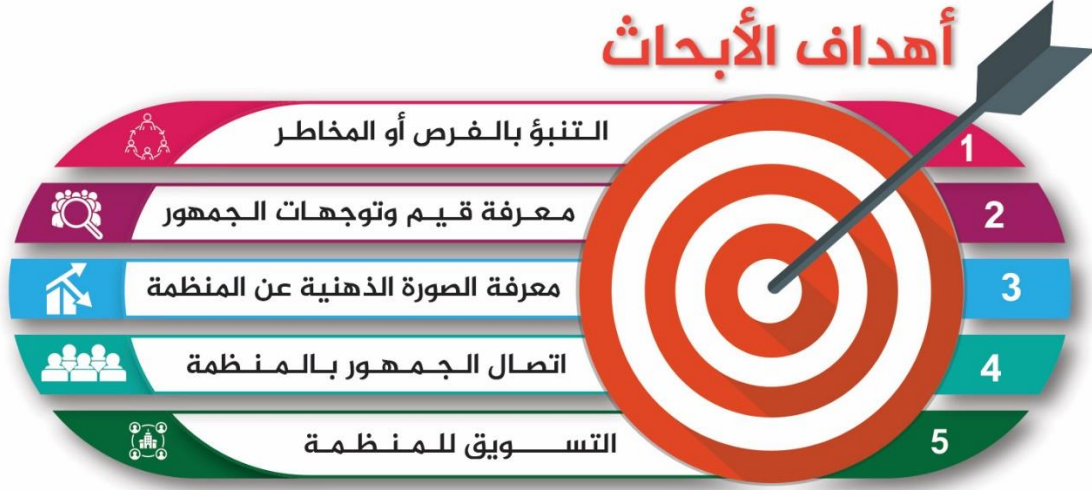 أهداف الأبحاث
1 التنبؤ بالفرص أو المخاطر
2 معرفة قيم وتوجهات الجمهور
3 معرفة الصورة الذهنية عن المنظمة
4 اتصال الجمهور بالمنظمة
5 التسويق للمنظمة